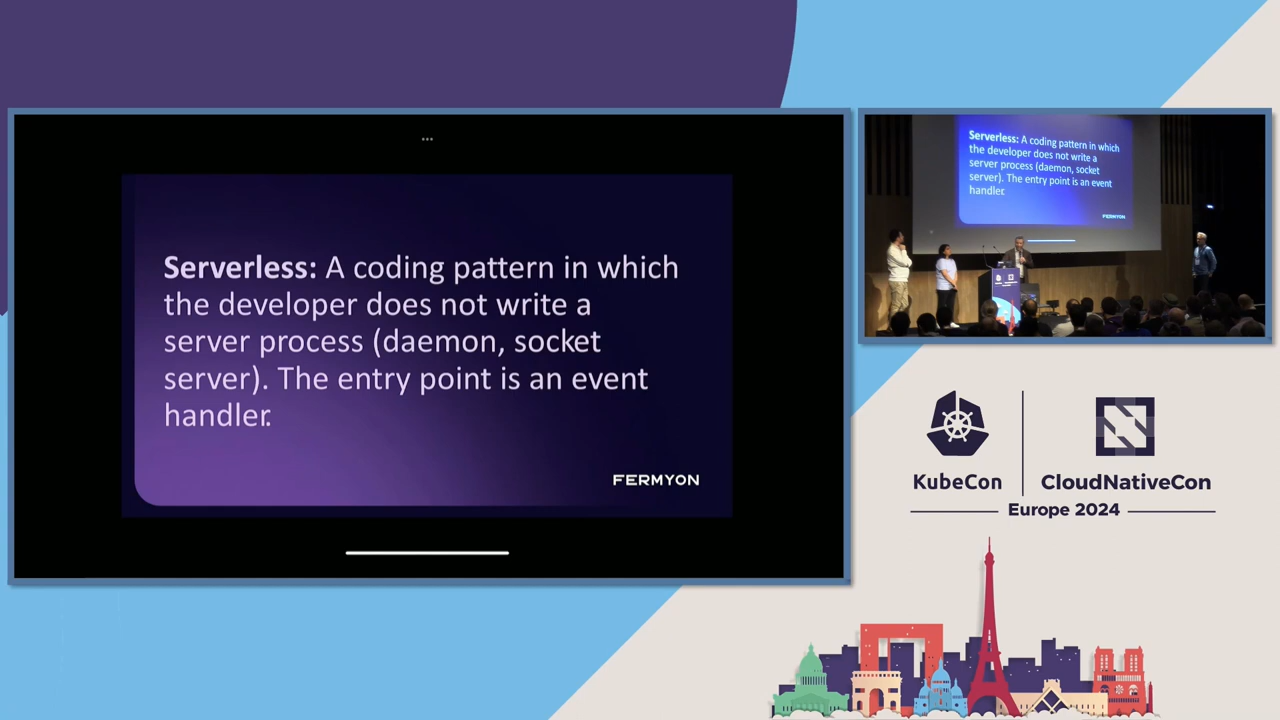 Serverless: A coding pattern in which
the developer does not write a
server process (daemon, socket
server). The entry point is an event
handler.
FERMYON
Serverless: A coding pattern in which
the developer does not write a
server process (daemon, socket
server). The entry point is an event
handler.
FERMYON
KubeCon
CloudNativeCon
Europe 2024